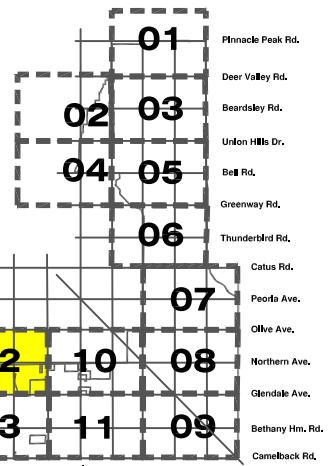 01
Pinnacle Peak Rd.
Deer Valley Rd.
02
03
Beardsley Rd.
Union Hills Dr.
04
05
Bell Rd.
Greenway Rd.
06
Thunderbird Rd.
Catus Rd.
07
Peoria Ave.
Olive Ave.
2
10
08
Northern Ave.
Glendale Ave.
3
11
09
Bethany Hm. Rd.
Camelback Rd.